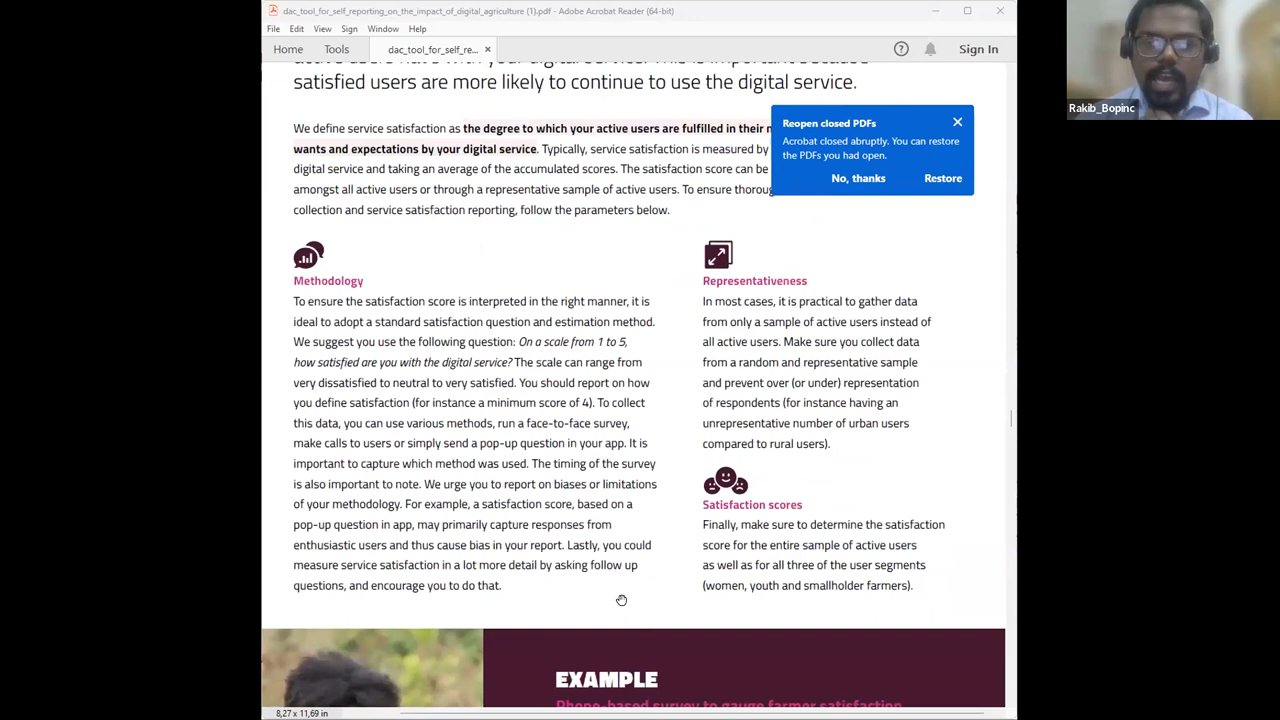 dac_tool_for_self_reporting_on_the_impact_of_digital_agriculture (1).pdf - Adobe Acrobat Reader (64-bit)
File Edit View Sign Window Help
Home Tools dac_tool_for_self_re... × Sign In
active users have with your digital service. This is important because
satisfied users are more likely to continue to use the digital service.
We define service satisfaction as the degree to which your active users are fulfilled in their
wants and expectations by your digital service. Typically, service satisfaction is measured by
digital service and taking an average of the accumulated scores. The satisfaction score can be
amongst all active users or through a representative sample of active users. To ensure
collection and service satisfaction reporting, follow the parameters below.
Reopen closed PDFs
Acrobat closed abruptly. You can restore
the PDFs you had open.
No, thanks Restore
Methodology
To ensure the satisfaction score is interpreted in the right manner, it is
ideal to adopt a standard satisfaction question and estimation method.
We suggest you use the following question: On a scale from 1 to 5,
how satisfied are you with the digital service? The scale can range from
very dissatisfied to neutral to very satisfied. You should report on how
you define satisfaction (for instance a minimum score of 4). To collect
this data, you can use various methods, run a face-to-face survey,
make calls to users or simply send a pop-up question in your app. It is
important to capture which method was used. The timing of the survey
is also important to note. We urge you to report on biases or limitations
of your methodology. For example, a satisfaction score, based on a
pop-up question in app, may primarily capture responses from
enthusiastic users and thus cause bias in your report. Lastly, you could
measure service satisfaction in a lot more detail by asking follow up
questions, and encourage you to do that.
Representativeness
In most cases, it is practical to gather data
from only a sample of active users instead of
all active users. Make sure you collect data
from a random and representative sample
and prevent over (or under) representation
of respondents (for instance having an
unrepresentative number of urban users
compared to rural users).
Satisfaction scores
Finally, make sure to determine the satisfaction
score for the entire sample of active users
as well as for all three of the user segments
(women, youth and smallholder farmers).
EXAMPLE
Phone-based survey to gauge farmer satisfaction
8,27 x 11,69 in
Rakib_Bopinc